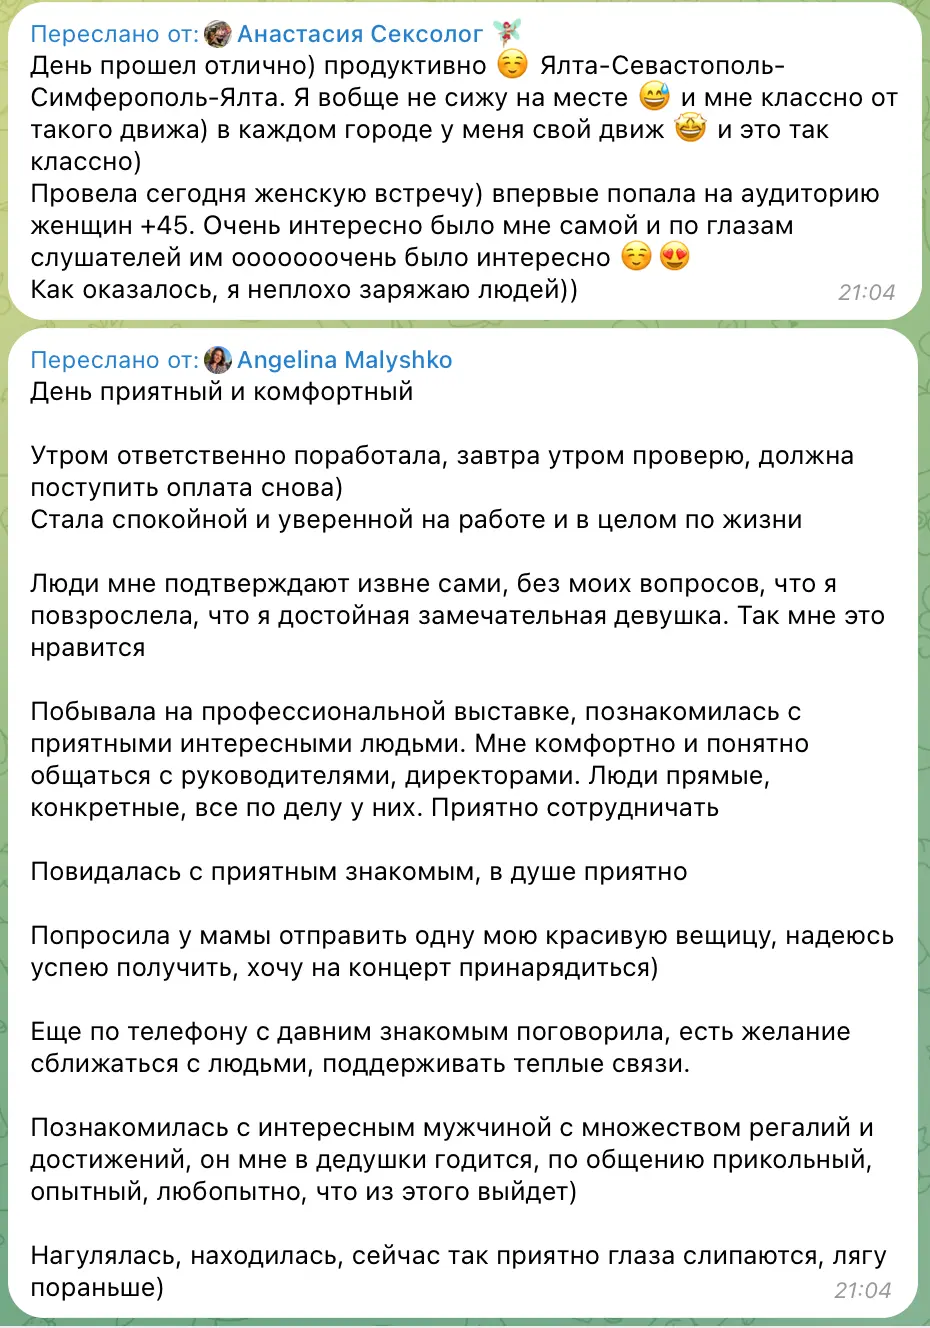 Переслано от: Анастасия Сексолог
День прошел отлично) продуктивно ☺️ Ялта-Севастополь-
Симферополь-Ялта. Я вобще не сижу на месте 😅 и мне классно от
такого движа) в каждом городе у меня свой движ 🤩 и это так
классно)
Провела сегодня женскую встречу) впервые попала на аудиторию
женщин +45. Очень интересно было мне самой и по глазам
слушателей им ооооооочень было интересно ☺️😍
Как оказалось, я неплохо заряжаю людей))
21:04
Переслано от: Angelina Malyshko
День приятный и комфортный
Утром ответственно поработала, завтра утром проверю, должна
поступить оплата снова)
Стала спокойной и уверенной на работе и в целом по жизни
Люди мне подтверждают извне сами, без моих вопросов, что я
повзрослела, что я достойная замечательная девушка. Так мне это
нравится
Побывала на профессиональной выставке, познакомилась с
приятными интересными людьми. Мне комфортно и понятно
общаться с руководителями, директорами. Люди прямые,
конкретные, все по делу у них. Приятно сотрудничать
Повидалась с приятным знакомым, в душе приятно
Попросила у мамы отправить одну мою красивую вещицу, надеюсь
успею получить, хочу на концерт принарядиться)
Еще по телефону с давним знакомым поговорила, есть желание
сближаться с людьми, поддерживать теплые связи.
Познакомилась с интересным мужчиной с множеством регалий и
достижений, он мне в дедушки годится, по общению прикольный,
опытный, любопытно, что из этого выйдет)
Нагулялась, находилась, сейчас так приятно глаза слипаются, лягу
пораньше)
21:04